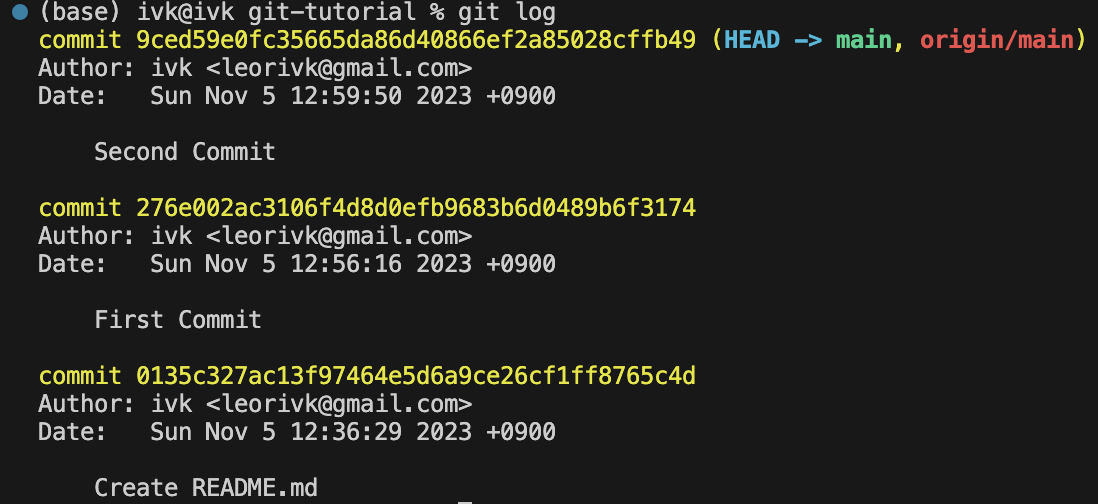 (base) ivk@ivk git-tutorial % git log
commit 9ced59e0fc35665da86d40866ef2a85028cffb49 (HEAD -> main, origin/main)
Author: ivk <leorivk@gmail.com>
Date:   Sun Nov 5 12:59:50 2023 +0900
    Second Commit
commit 276e002ac3106f4d8d0efb9683b6d0489b6f3174
Author: ivk <leorivk@gmail.com>
Date:   Sun Nov 5 12:56:16 2023 +0900
    First Commit
commit 0135c327ac13f97464e5d6a9ce26cf1ff8765c4d
Author: ivk <leorivk@gmail.com>
Date:   Sun Nov 5 12:36:29 2023 +0900
    Create README.md